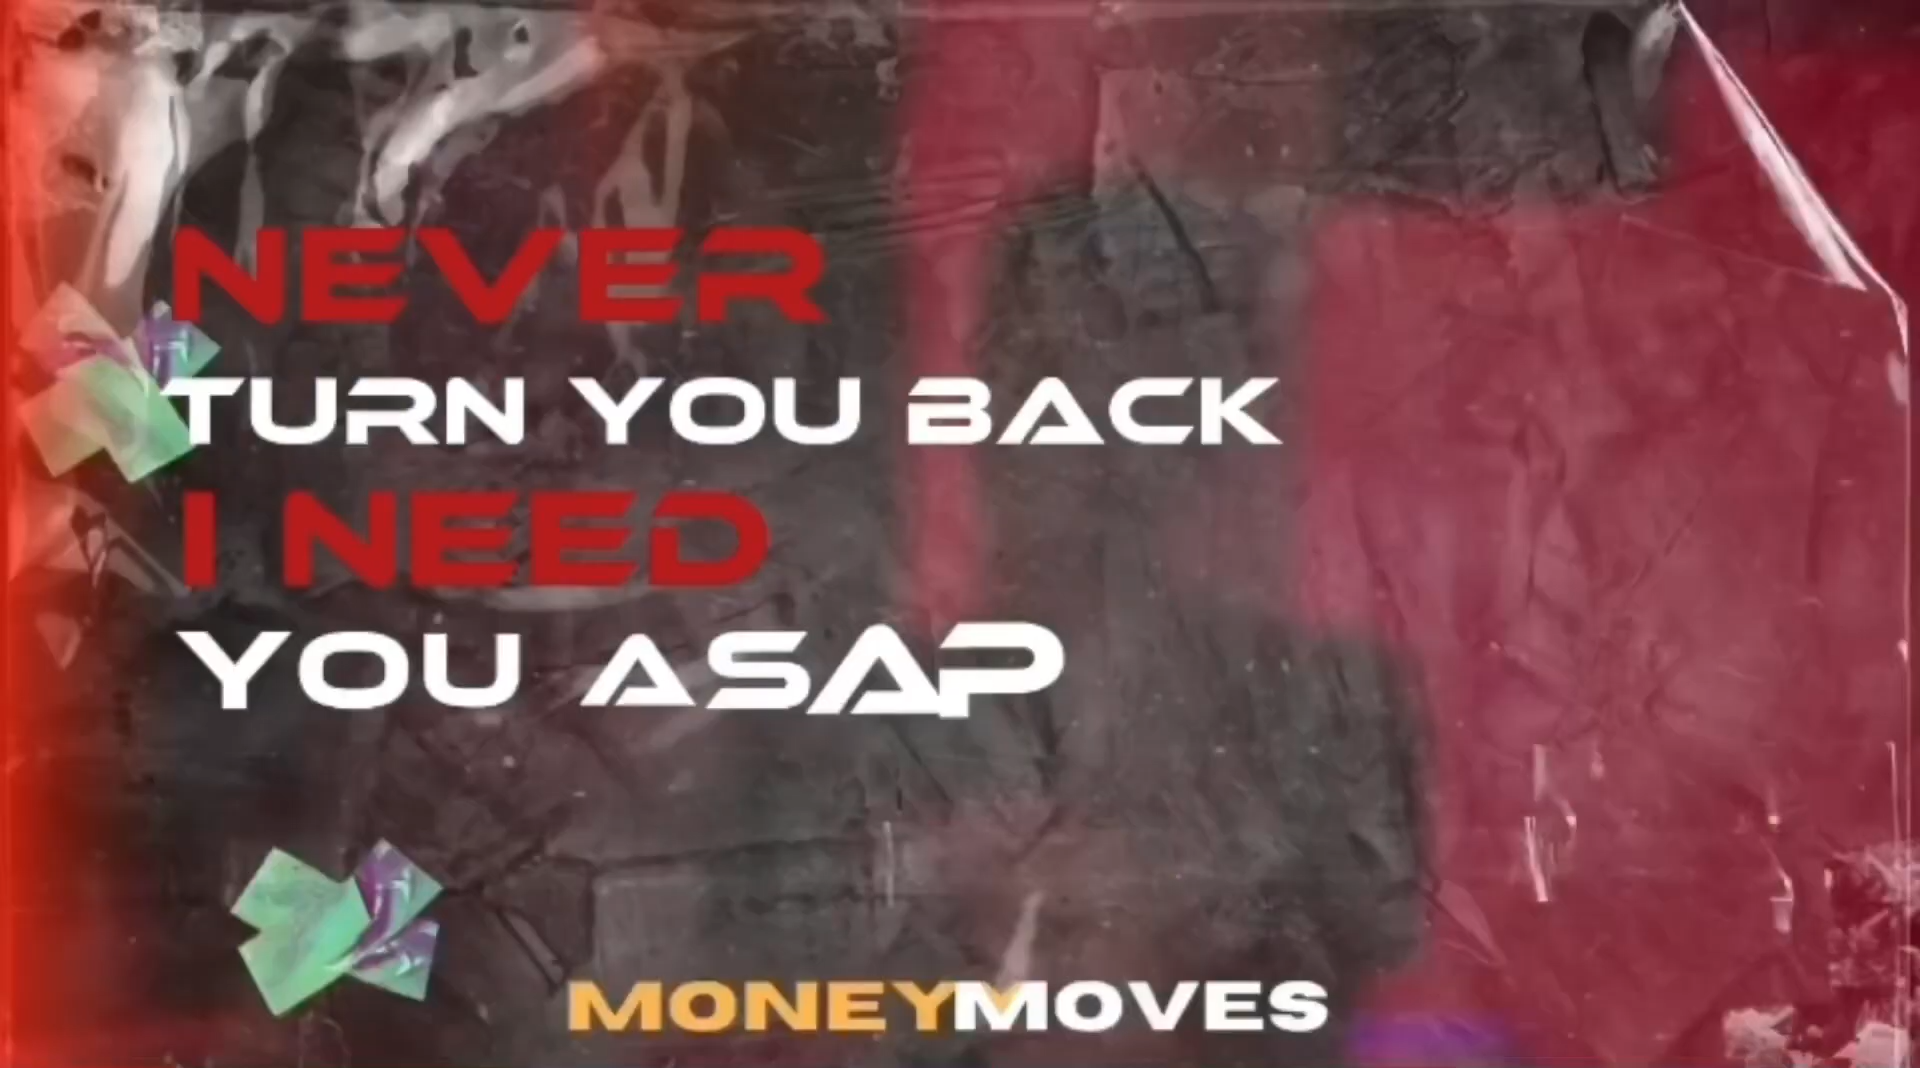 NEVER
TURN YOU BACK
I NEED
YOU ASAP
MONEYMOVES